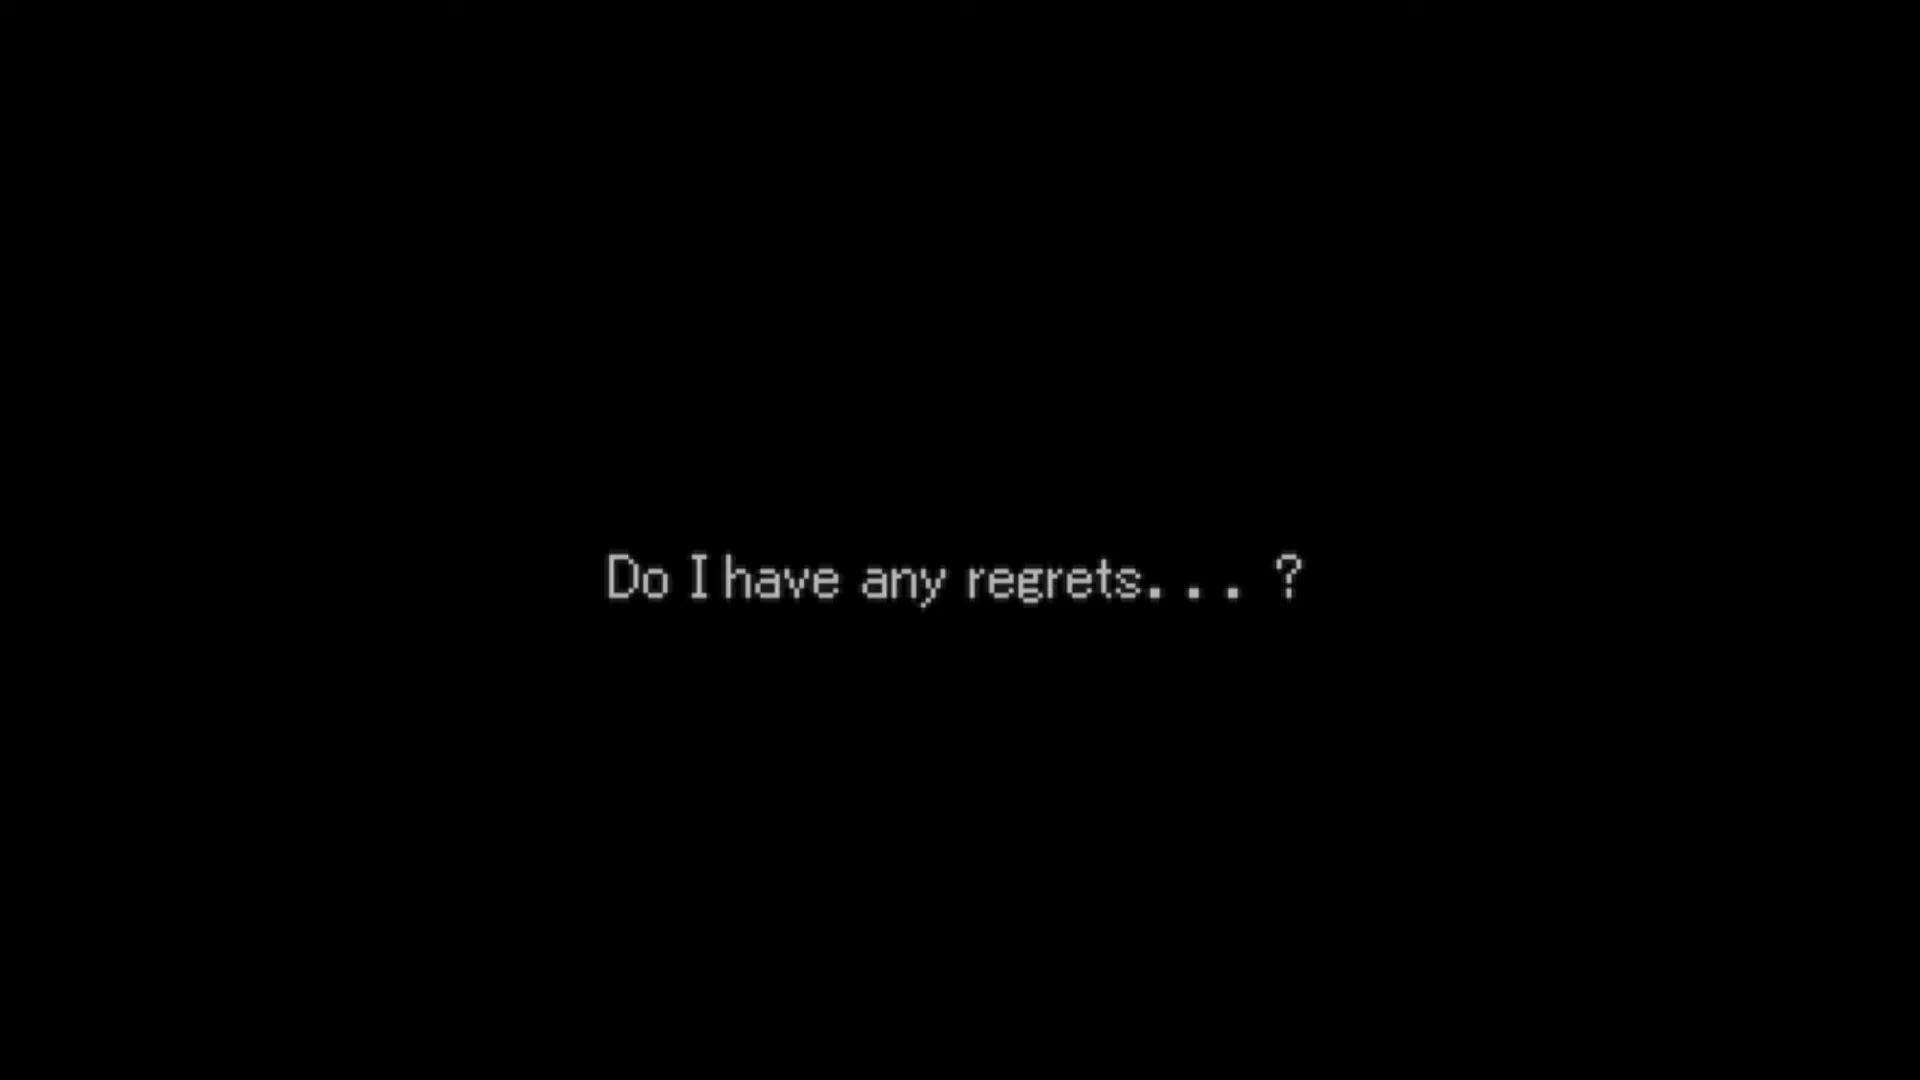 Do I have any regrets. . . ?